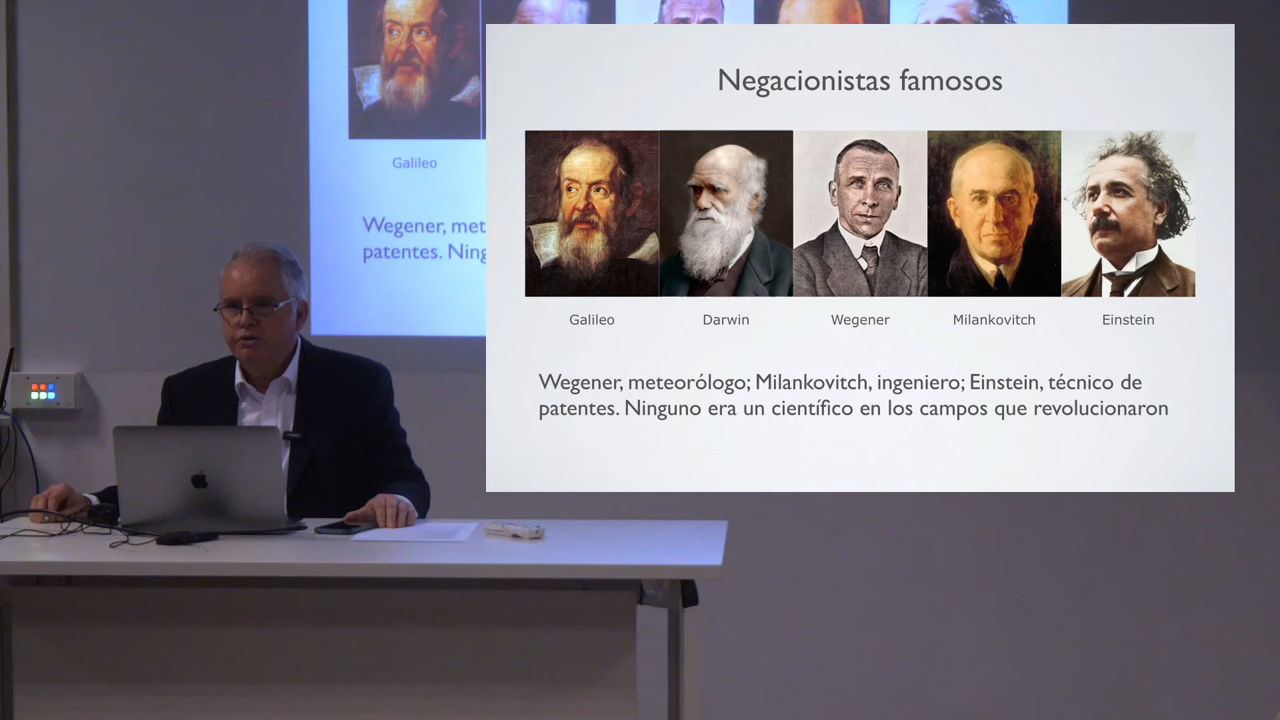 Galileo
Wegener, met
patentes. Ning
Negacionistas famosos
Galileo
Darwin
Wegener
Milankovitch
Einstein
Wegener, meteorólogo; Milankovitch, ingeniero; Einstein, técnico de
patentes. Ninguno era un científico en los campos que revolucionaron